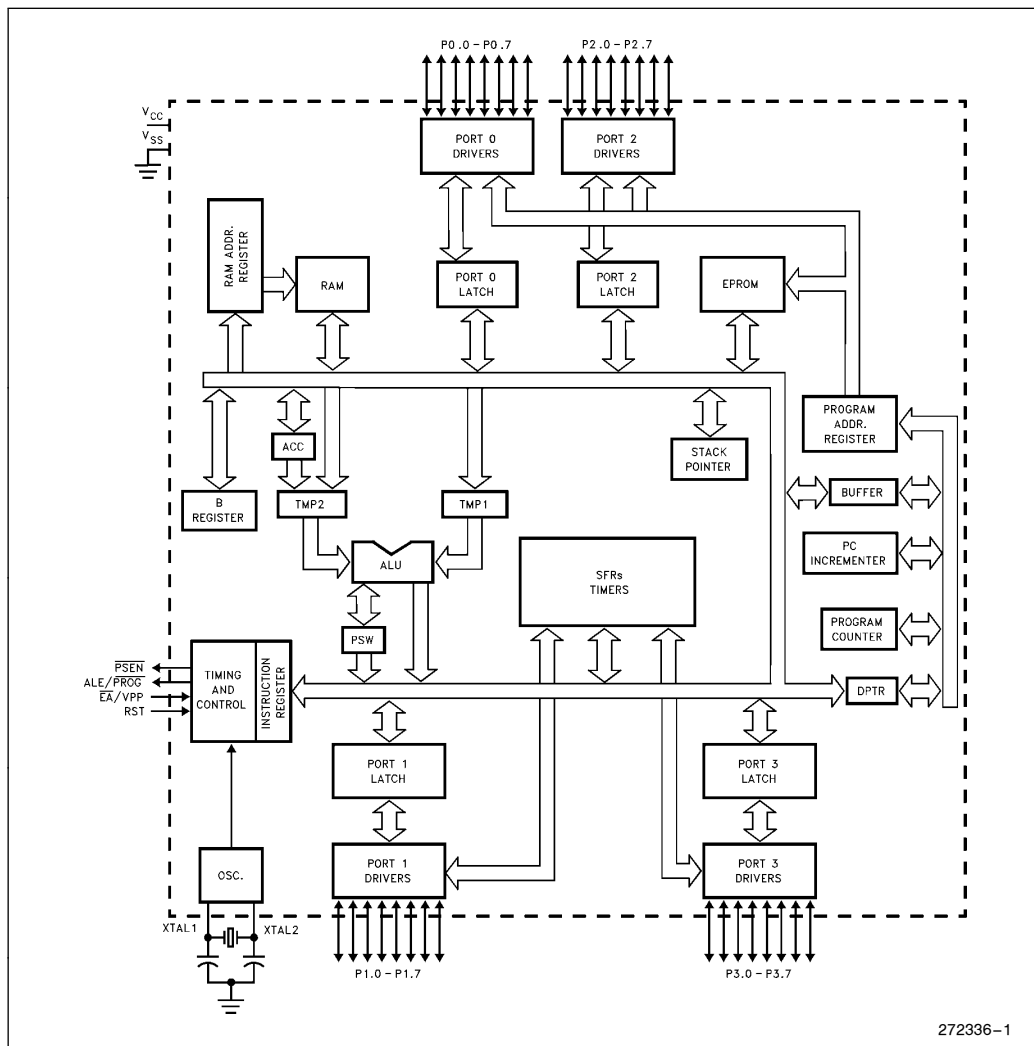 P0.0–P0.7
P2.0–P2.7
VCC
VSS
PORT 0
DRIVERS
PORT 2
DRIVERS
RAM ADDR.
REGISTER
RAM
PORT 0
LATCH
PORT 2
LATCH
EPROM
PROGRAM
ADDR.
REGISTER
ACC
STACK
POINTER
B
REGISTER
TMP2
TMP1
BUFFER
ALU
SFRs
TIMERS
PC
INCREMENTER
PSW
PROGRAM
COUNTER
PSEN
ALE/PROG
EA/VPP
RST
TIMING
AND
CONTROL
INSTRUCTION
REGISTER
DPTR
PORT 1
LATCH
PORT 3
LATCH
OSC.
PORT 1
DRIVERS
PORT 3
DRIVERS
XTAL1
XTAL2
P1.0–P1.7
P3.0–P3.7
272336–1